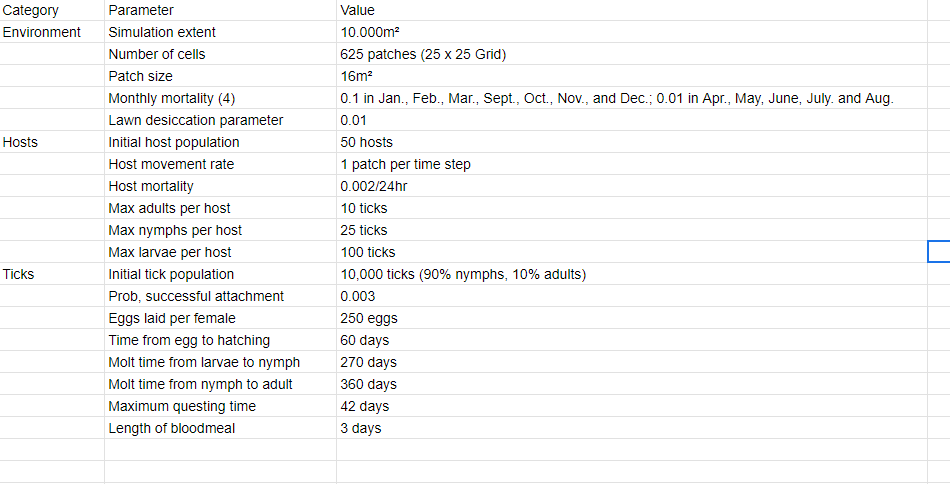 Category Parameter Value
Environment Simulation extent 10.000m²
Number of cells 625 patches (25 x 25 Grid)
Patch size 16m²
Monthly mortality (4) 0.1 in Jan., Feb., Mar., Sept., Oct., Nov., and Dec.; 0.01 in Apr., May, June, July. and Aug.
Lawn desiccation parameter 0.01
Hosts Initial host population 50 hosts
Host movement rate 1 patch per time step
Host mortality 0.002/24hr
Max adults per host 10 ticks
Max nymphs per host 25 ticks
Max larvae per host 100 ticks
Ticks Initial tick population 10,000 ticks (90% nymphs, 10% adults)
Prob, successful attachment 0.003
Eggs laid per female 250 eggs
Time from egg to hatching 60 days
Molt time from larvae to nymph 270 days
Molt time from nymph to adult 360 days
Maximum questing time 42 days
Length of bloodmeal 3 days